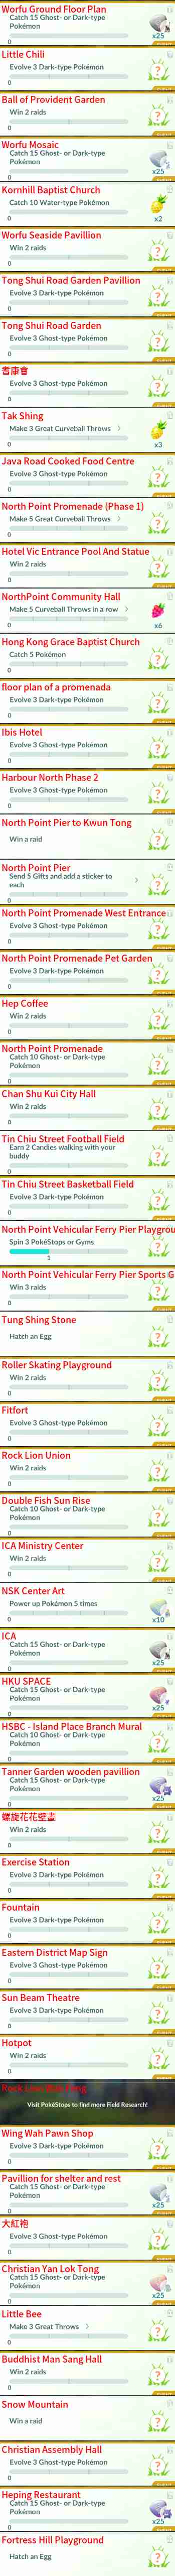 Worfu Ground Floor Plan
Catch 15 Ghost- or Dark-type
Pokémon
0
x25
Little Chili
Evolve 3 Dark-type Pokémon
0
Ball of Provident Garden
Win 2 raids
0
Worfu Mosaic
Catch 15 Ghost- or Dark-type
Pokémon
0
x25
Kornhill Baptist Church
Catch 10 Water-type Pokémon
0
x2
Worfu Seaside Pavillion
Win 2 raids
0
Tong Shui Road Garden Pavillion
Evolve 3 Dark-type Pokémon
0
Tong Shui Road Garden
Evolve 3 Ghost-type Pokémon
0
耆康會
Evolve 3 Ghost-type Pokémon
0
Tak Shing
Make 3 Great Curveball Throws
0
x3
Java Road Cooked Food Centre
Evolve 3 Ghost-type Pokémon
0
North Point Promenade (Phase 1)
Make 5 Great Curveball Throws
0
Hotel Vic Entrance Pool And Statue
Win 2 raids
0
NorthPoint Community Hall
Make 5 Curveball Throws in a row
0
x6
Hong Kong Grace Baptist Church
Catch 5 Pokémon
0
floor plan of a promenada
Evolve 3 Dark-type Pokémon
0
Ibis Hotel
Evolve 3 Ghost-type Pokémon
0
Harbour North Phase 2
Evolve 3 Ghost-type Pokémon
0
North Point Pier to Kwun Tong
Win a raid
North Point Pier
Send 5 Gifts and add a sticker to
each
0
North Point Promenade West Entrance
Evolve 3 Ghost-type Pokémon
0
North Point Promenade Pet Garden
Evolve 3 Dark-type Pokémon
0
Hep Coffee
Win 2 raids
0
North Point Promenade
Catch 10 Ghost- or Dark-type
Pokémon
0
Chan Shu Kui City Hall
Win 2 raids
0
Tin Chiu Street Football Field
Earn 2 Candies walking with your
buddy
0
Tin Chiu Street Basketball Field
Evolve 3 Dark-type Pokémon
0
North Point Vehicular Ferry Pier Playgrou
Spin 3 PokéStops or Gyms
1
North Point Vehicular Ferry Pier Sports G
Win 3 raids
0
Tung Shing Stone
Hatch an Egg
Roller Skating Playground
Win 2 raids
0
Fitfort
Evolve 3 Ghost-type Pokémon
0
Rock Lion Union
Win 2 raids
0
Double Fish Sun Rise
Catch 10 Ghost- or Dark-type
Pokémon
0
ICA Ministry Center
Win 2 raids
0
NSK Center Art
Power up Pokémon 5 times
0
x10
ICA
Catch 15 Ghost- or Dark-type
Pokémon
0
x25
HKU SPACE
Catch 15 Ghost- or Dark-type
Pokémon
0
x25
HSBC - Island Place Branch Mural
Catch 10 Ghost- or Dark-type
Pokémon
0
Tanner Garden wooden pavillion
Catch 15 Ghost- or Dark-type
Pokémon
0
x25
螺旋花花壁畫
Win 2 raids
0
Exercise Station
Evolve 3 Dark-type Pokémon
0
Fountain
Evolve 3 Dark-type Pokémon
0
Eastern District Map Sign
Evolve 3 Ghost-type Pokémon
0
Sun Beam Theatre
Evolve 3 Dark-type Pokémon
0
Hotpot
Win 2 raids
0
Visit PokéStops to find more Field Research!
Wing Wah Pawn Shop
Evolve 3 Dark-type Pokémon
0
Pavillion for shelter and rest
Catch 15 Ghost- or Dark-type
Pokémon
0
x25
大紅袍
Evolve 3 Ghost-type Pokémon
0
Christian Yan Lok Tong
Catch 15 Ghost- or Dark-type
Pokémon
0
x25
Little Bee
Make 3 Great Throws
0
Buddhist Man Sang Hall
Win 2 raids
0
Snow Mountain
Win a raid
Christian Assembly Hall
Evolve 3 Ghost-type Pokémon
0
Heping Restaurant
Catch 15 Ghost- or Dark-type
Pokémon
0
x25
Fortress Hill Playground
Hatch an Egg